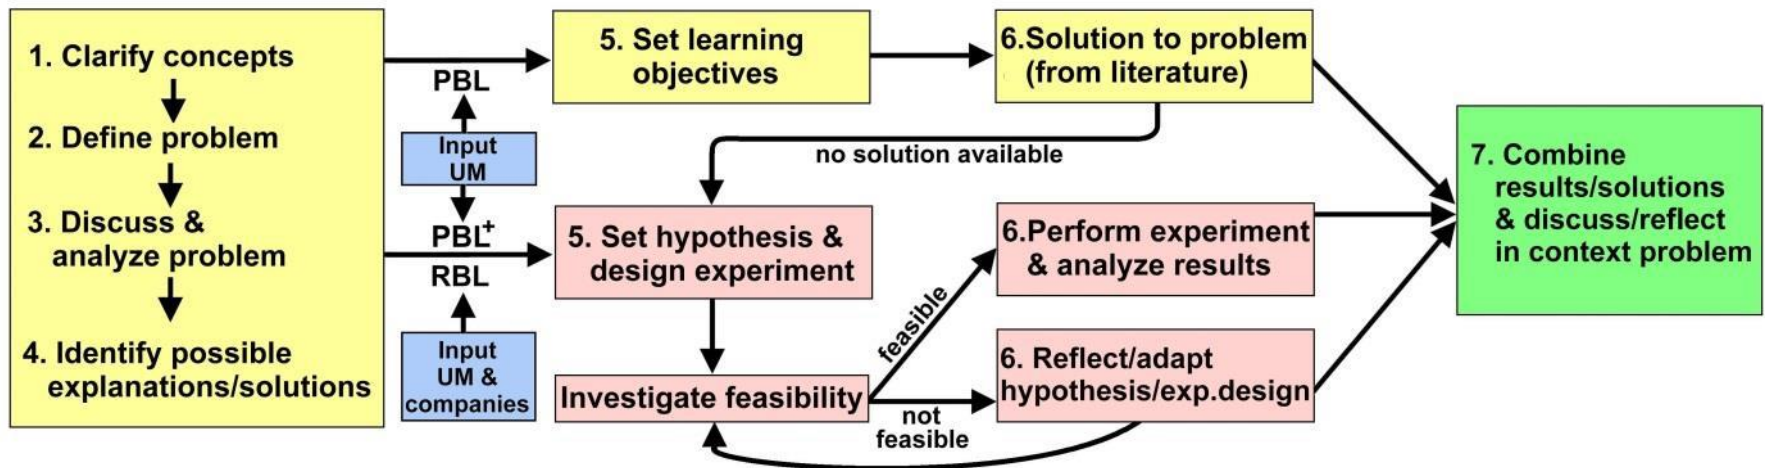 1. Clarify concepts
2. Define problem
3. Discuss &
analyze problem
4. Identify possible
explanations/solutions
PBL
Input
UM
PBL+
RBL
Input
UM &
companies
5. Set learning
objectives
6.Solution to problem
(from literature)
no solution available
5. Set hypothesis &
design experiment
Investigate feasibility
feasible
not
feasible
6.Perform experiment
& analyze results
6. Reflect/adapt
hypothesis/exp.design
7. Combine
results/solutions
& discuss/reflect
in context problem